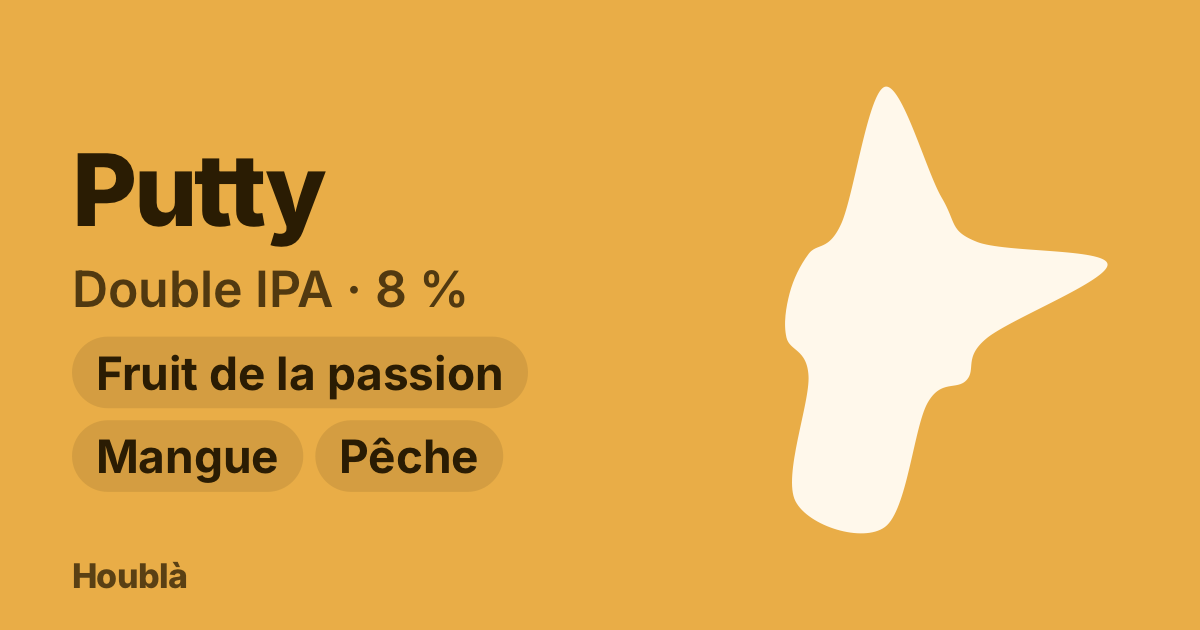 Putty
Double IPA · 8 %
Fruit de la passion
Mangue Pêche
Houblà